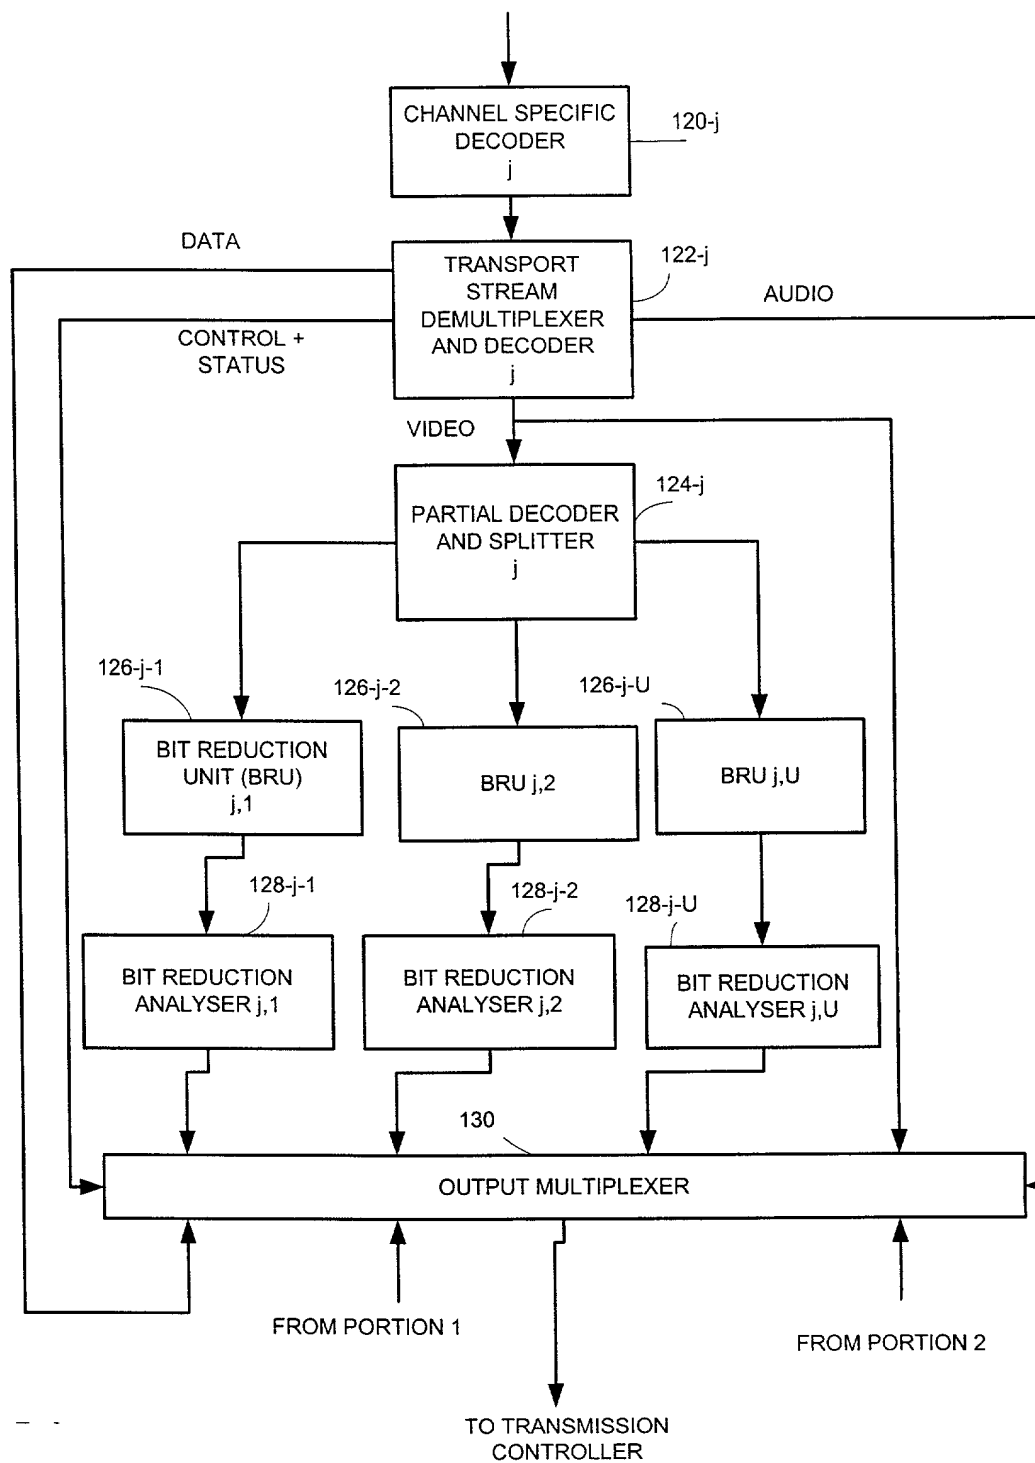 CHANNEL SPECIFIC
DECODER
j
120-j
DATA
TRANSPORT
STREAM
DEMULTIPLEXER
AND DECODER
j
122-j
AUDIO
CONTROL +
STATUS
VIDEO
PARTIAL DECODER
AND SPLITTER
j
124-j
126-j-1
126-j-2
126-j-U
BIT REDUCTION
UNIT (BRU)
j,1
BRU j,2
BRU j,U
128-j-1
128-j-2
128-j-U
BIT REDUCTION
ANALYSER j,1
BIT REDUCTION
ANALYSER j,2
BIT REDUCTION
ANALYSER j,U
130
OUTPUT MULTIPLEXER
FROM PORTION 1
FROM PORTION 2
TO TRANSMISSION
CONTROLLER